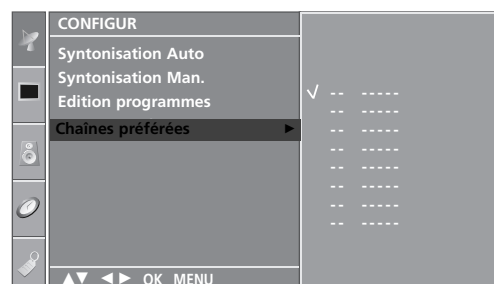 CONFIGUR
Syntonisation Auto
Syntonisation Man.
Edition programmes
Chaînes préférées ►
√ -- -----
-- -----
-- -----
-- -----
-- -----
-- -----
-- -----
-- -----
▲▼ ◄► OK MENU